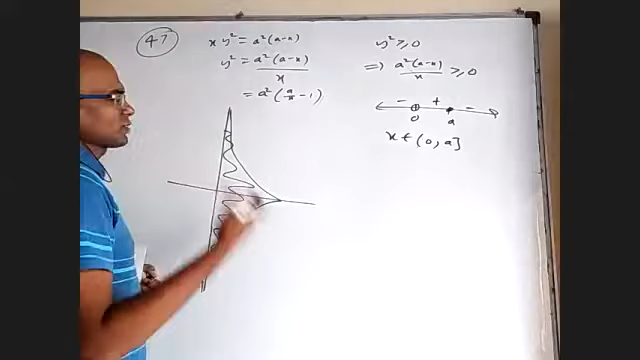 47
x y² = a²(a-x)
y² = a²(a-x)/x
= a²(a/x - 1)
y² ≥ 0
⇒ a²(a-x)/x ≥ 0
- + -
0 a
x ∈ (0, a]